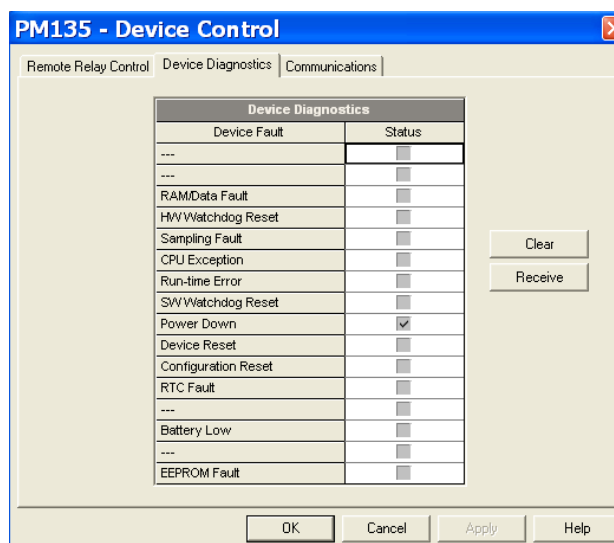 PM135 - Device Control
Remote Relay Control Device Diagnostics Communications
Device Diagnostics
Device Fault Status
---
---
RAM/Data Fault
HW Watchdog Reset
Sampling Fault
CPU Exception
Run-time Error
SW Watchdog Reset
Power Down
Device Reset
Configuration Reset
RTC Fault
---
Battery Low
---
EEPROM Fault
Clear
Receive
OK Cancel Apply Help